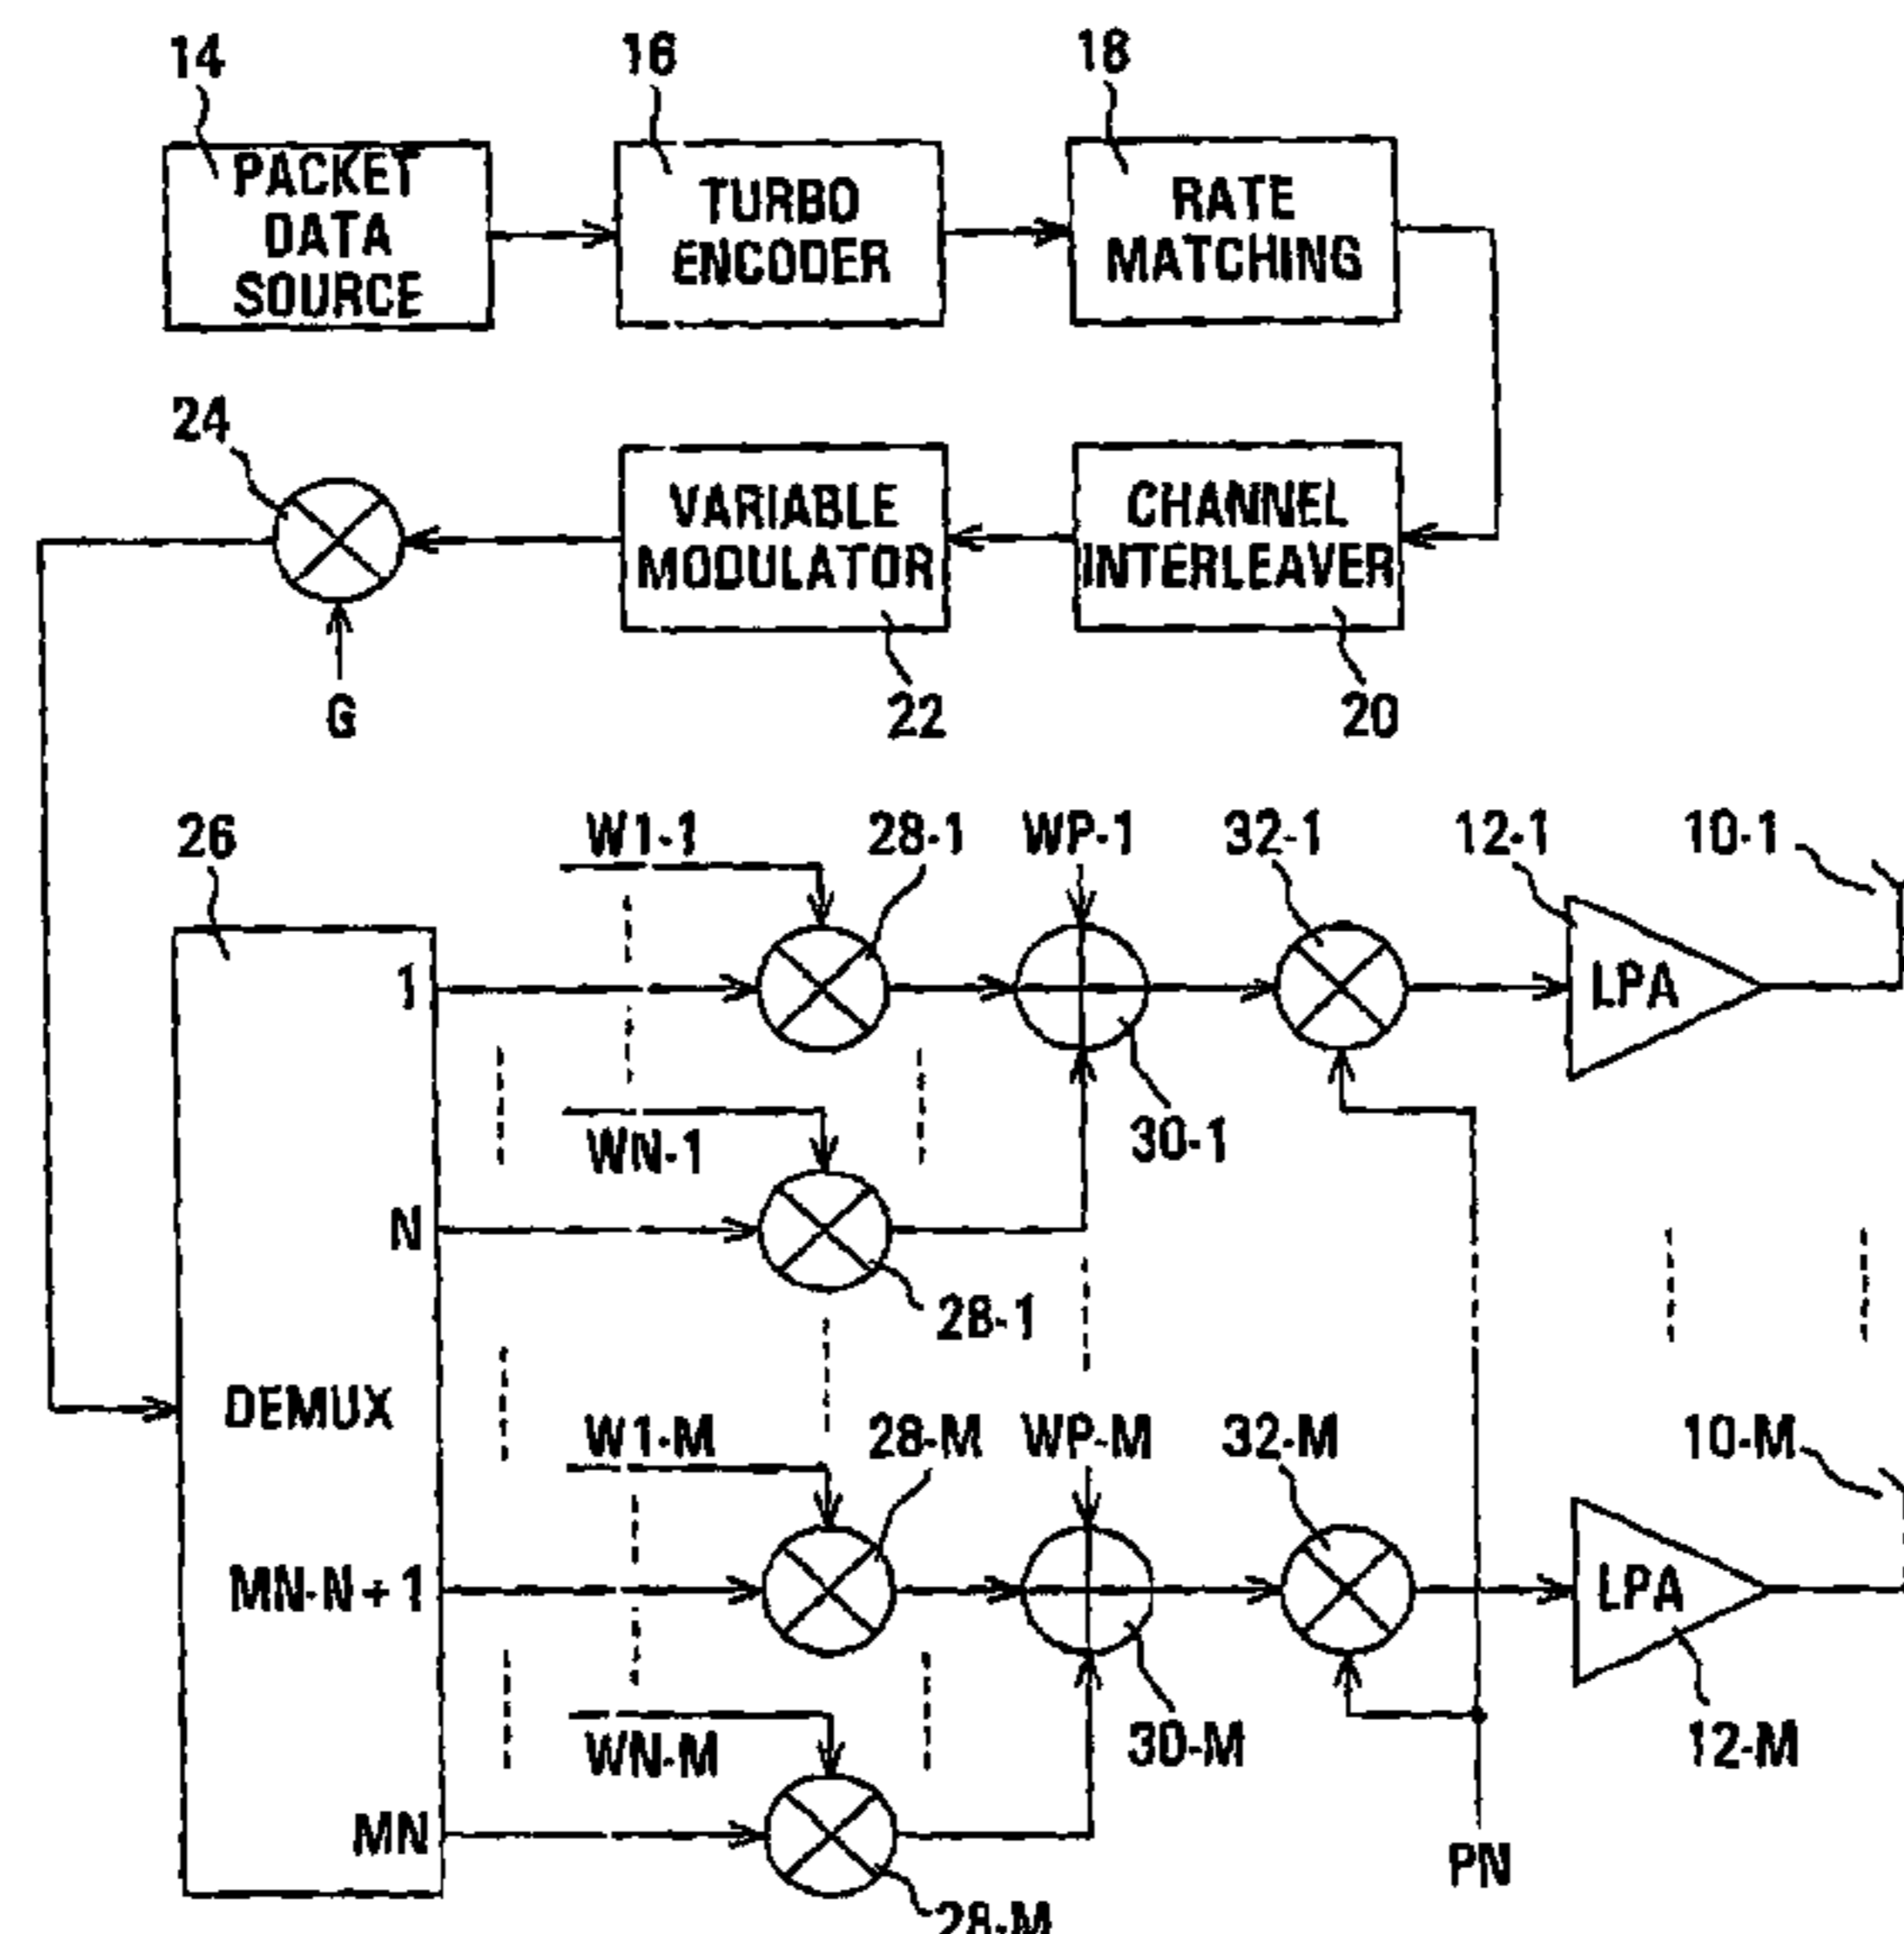 14
16
18
PACKET
DATA
SOURCE
TURBO
ENCODER
RATE
MATCHING
24
VARIABLE
MODULATOR
CHANNEL
INTERLEAVER
G
22
20
26
W1-1
28-1
WP-1
32-1
12-1
10-1
1
LPA
WN-1
30-1
N
28-1
DEMUX
W1-M
28-M
WP-M
32-M
10-M
MN-N+1
LPA
WN-M
30-M
12-M
MN
PN
28-M